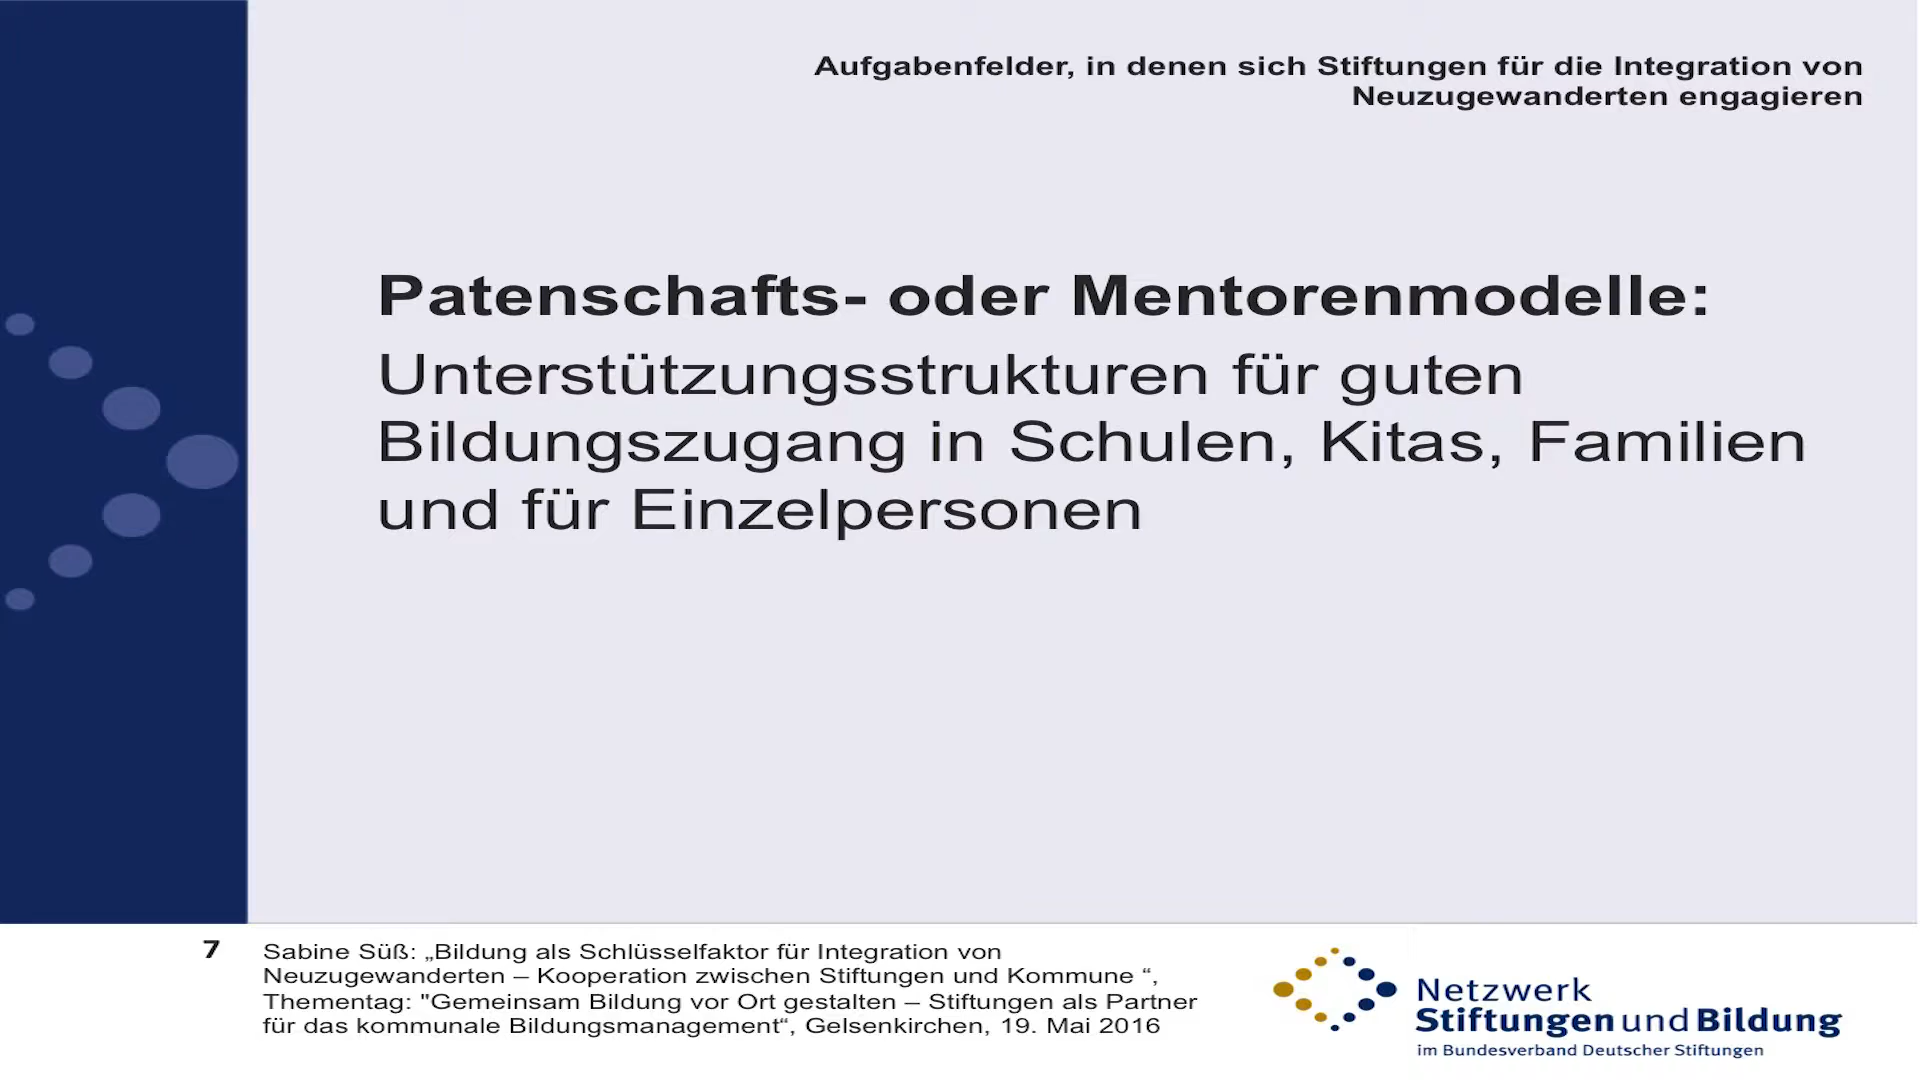 Aufgabenfelder, in denen sich Stiftungen für die Integration von
Neuzugewanderten engagieren
Patenschafts- oder Mentorenmodelle:
Unterstützungsstrukturen für guten
Bildungszugang in Schulen, Kitas, Familien
und für Einzelpersonen
7
Sabine Süß: „Bildung als Schlüsselfaktor für Integration von
Neuzugewanderten – Kooperation zwischen Stiftungen und Kommune “,
Thementag: "Gemeinsam Bildung vor Ort gestalten – Stiftungen als Partner
für das kommunale Bildungsmanagement“, Gelsenkirchen, 19. Mai 2016
Netzwerk
Stiftungen und Bildung
im Bundesverband Deutscher Stiftungen